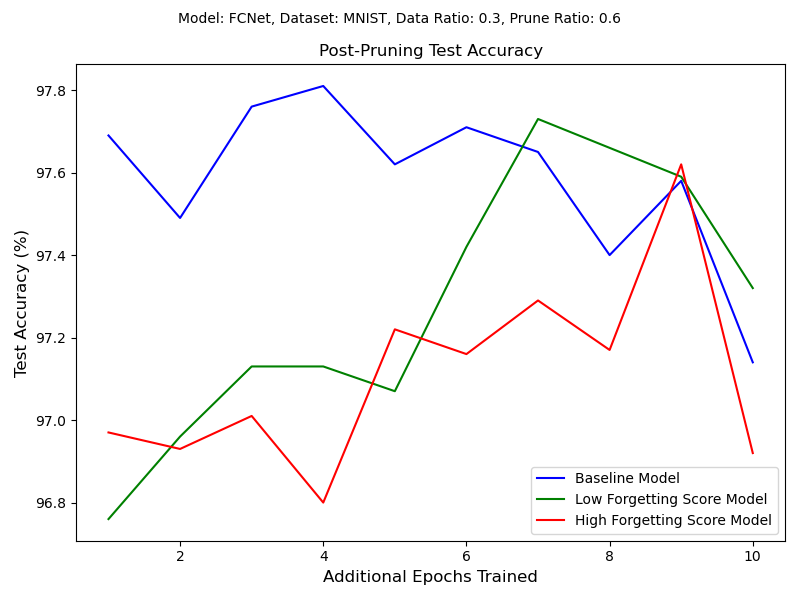 Model: FCNet, Dataset: MNIST, Data Ratio: 0.3, Prune Ratio: 0.6
Post-Pruning Test Accuracy
Test Accuracy (%)
97.8
97.6
97.4
97.2
97.0
96.8
Baseline Model
Low Forgetting Score Model
High Forgetting Score Model
2
4
6
8
10
Additional Epochs Trained